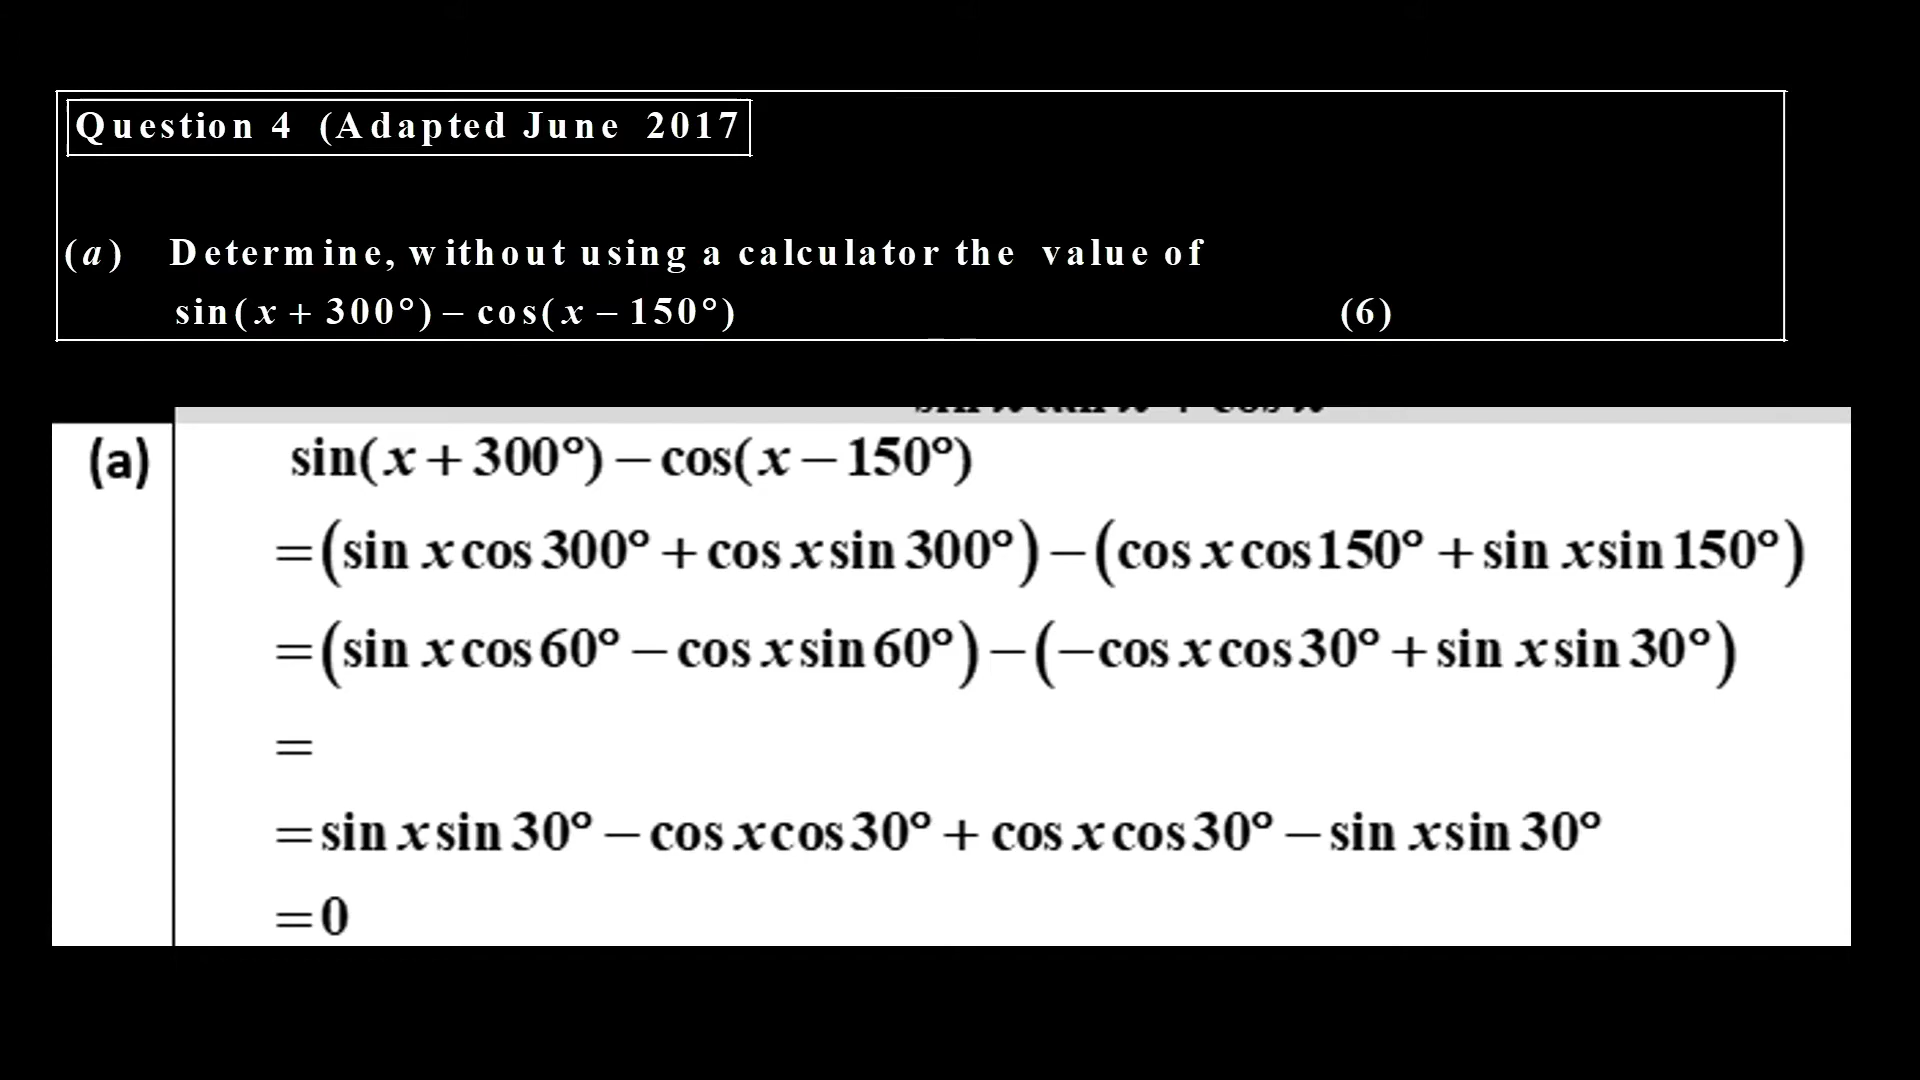 Question 4 (Adapted June 2017
(a) Determine, without using a calculator the value of
sin(x + 300°) – cos(x – 150°) (6)
(a) sin(x + 300°) – cos(x – 150°)
= (sin x cos 300° + cos x sin 300°) – (cos x cos 150° + sin x sin 150°)
= (sin x cos 60° – cos x sin 60°) – (– cos x cos 30° + sin x sin 30°)
=
= sin x sin 30° – cos x cos 30° + cos x cos 30° – sin x sin 30°
= 0